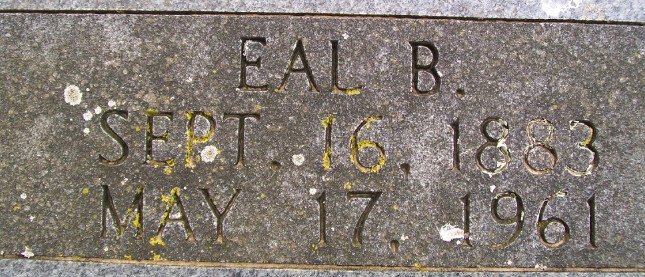 EAL B.
SEPT. 16, 1883
MAY 17, 1961